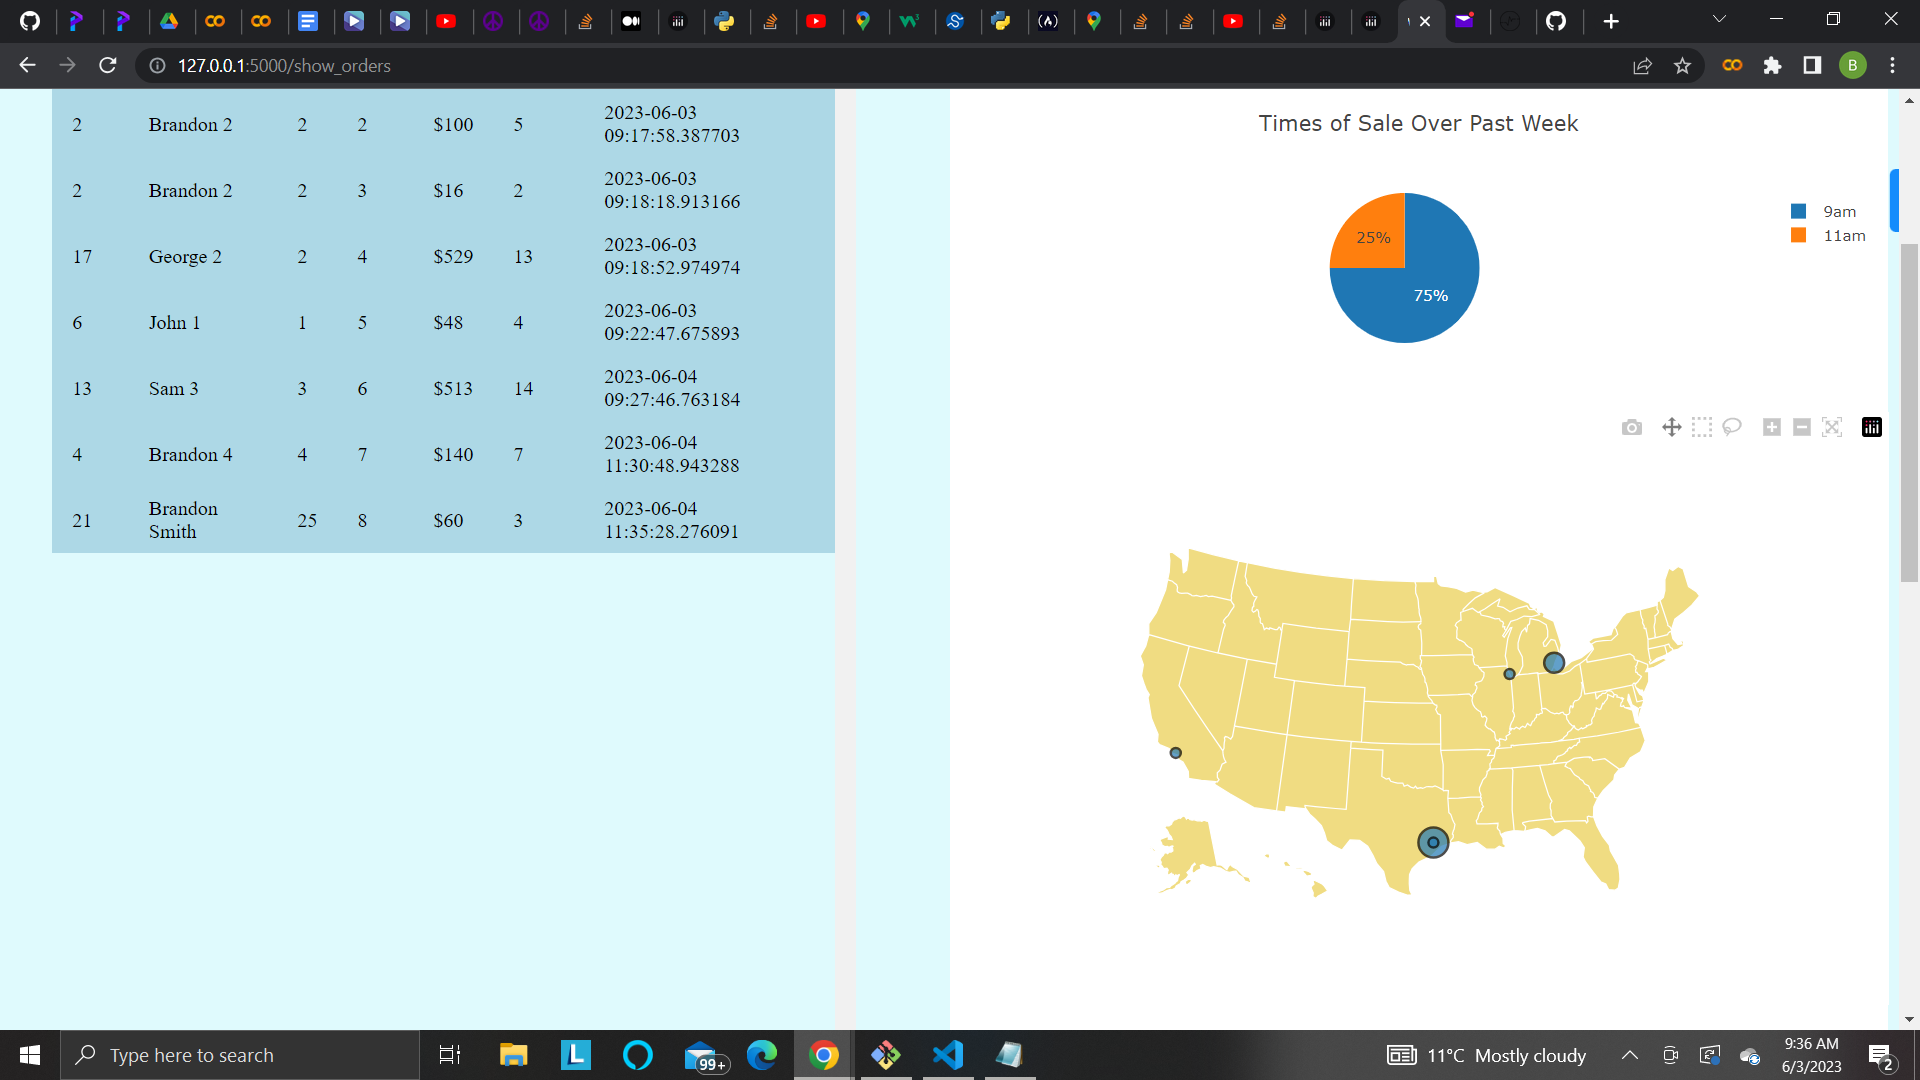 127.0.0.1:5000/show_orders
B
2 Brandon 2 2 2 $100 5 2023-06-03
09:17:58.387703
2 Brandon 2 2 3 $16 2 2023-06-03
09:18:18.913166
17 George 2 2 4 $529 13 2023-06-03
09:18:52.974974
6 John 1 1 5 $48 4 2023-06-03
09:22:47.675893
13 Sam 3 3 6 $513 14 2023-06-04
09:27:46.763184
4 Brandon 4 4 7 $140 7 2023-06-04
11:30:48.943288
21 Brandon
Smith 25 8 $60 3 2023-06-04
11:35:28.276091
Times of Sale Over Past Week
9am
11am
25%
75%
Type here to search
L
99+
11°C Mostly cloudy
9:36 AM
6/3/2023
2